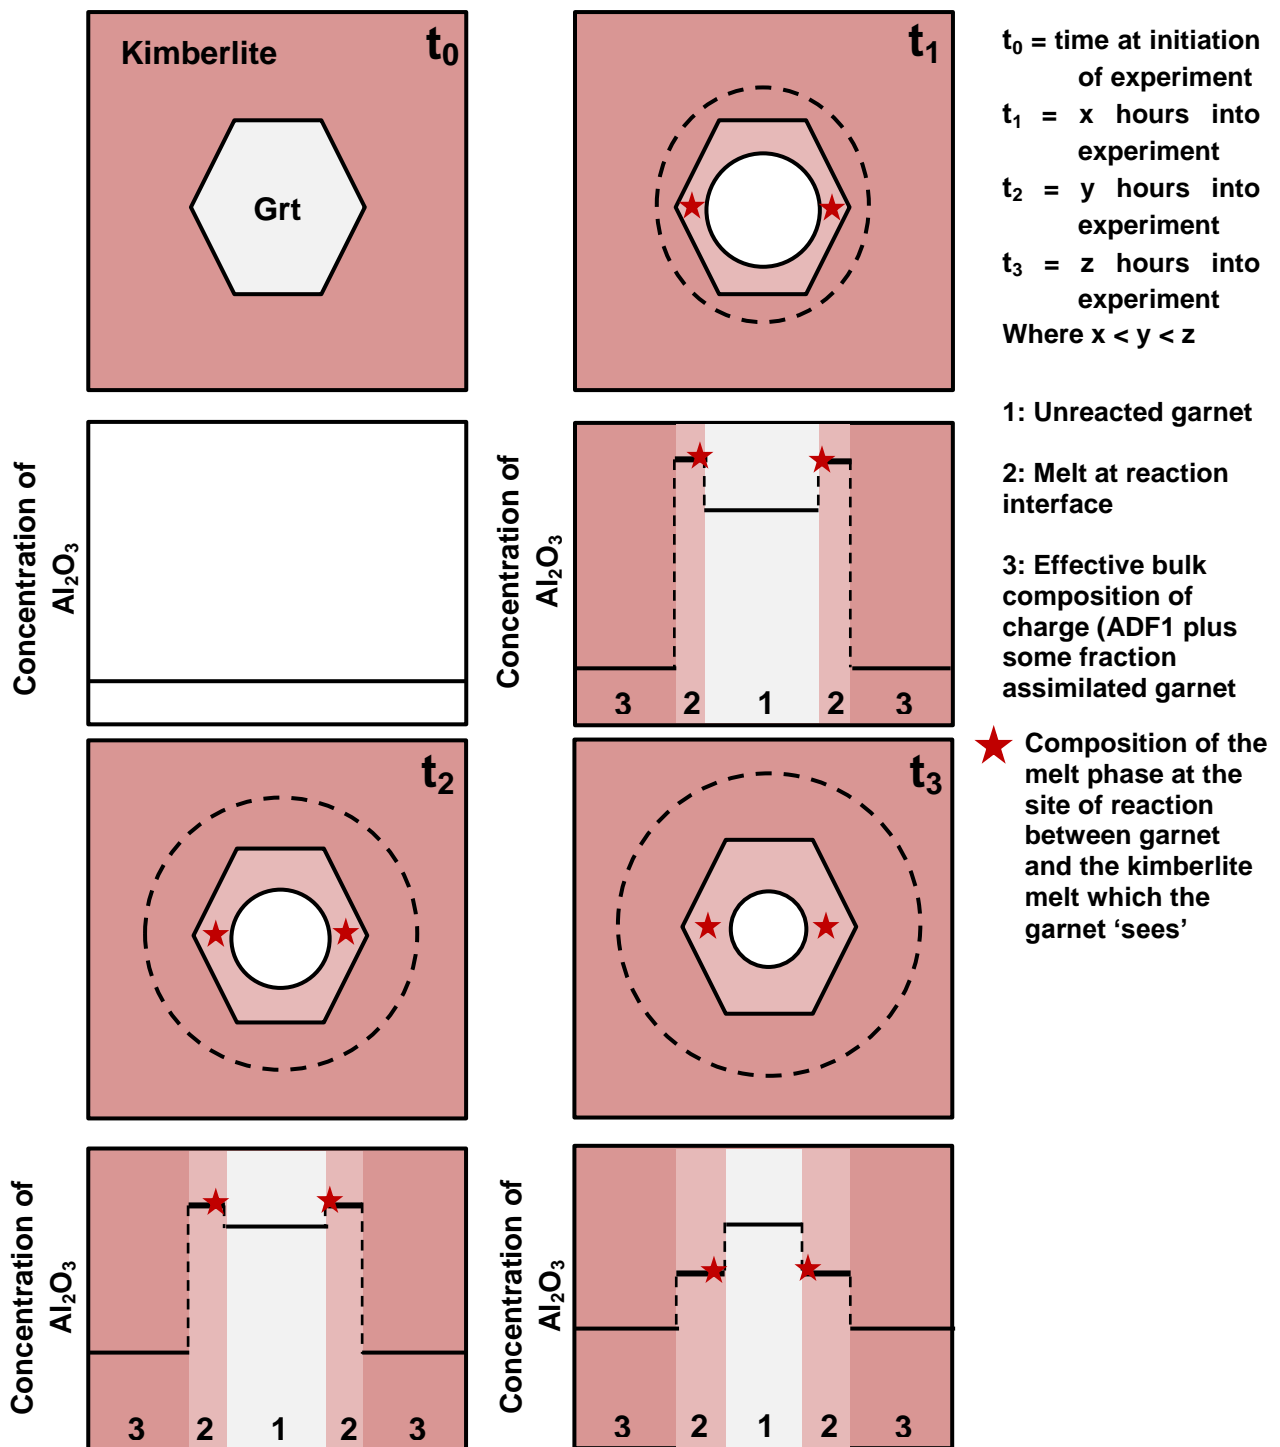 Kimberlite
t0
Grt
t1
t0 = time at initiation
of experiment
t1 = x hours into
experiment
t2 = y hours into
experiment
t3 = z hours into
experiment
Where x < y < z
1: Unreacted garnet
2: Melt at reaction
interface
3: Effective bulk
composition of
charge (ADF1 plus
some fraction
assimilated garnet
Composition of the
melt phase at the
site of reaction
between garnet
and the kimberlite
melt which the
garnet ‘sees’
Concentration of
Al2O3
Concentration of
Al2O3
3 2 1 2 3
t2
t3
Concentration of
Al2O3
3 2 1 2 3
Concentration of
Al2O3
3 2 1 2 3